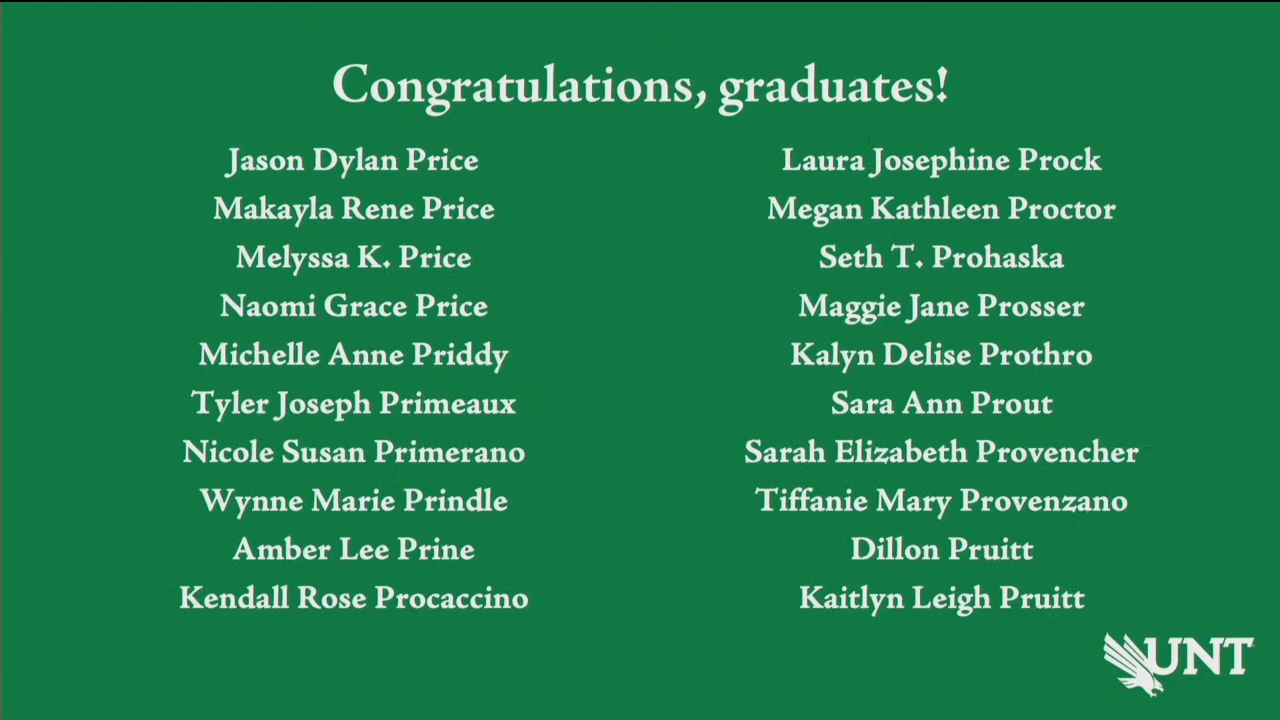 Congratulations, graduates!
Jason Dylan Price
Makayla Rene Price
Melyssa K. Price
Naomi Grace Price
Michelle Anne Priddy
Tyler Joseph Primeaux
Nicole Susan Primerano
Wynne Marie Prindle
Amber Lee Prine
Kendall Rose Procaccino
Laura Josephine Prock
Megan Kathleen Proctor
Seth T. Prohaska
Maggie Jane Prosser
Kalyn Delise Prothro
Sara Ann Prout
Sarah Elizabeth Provencher
Tiffanie Mary Provenzano
Dillon Pruitt
Kaitlyn Leigh Pruitt
UNT